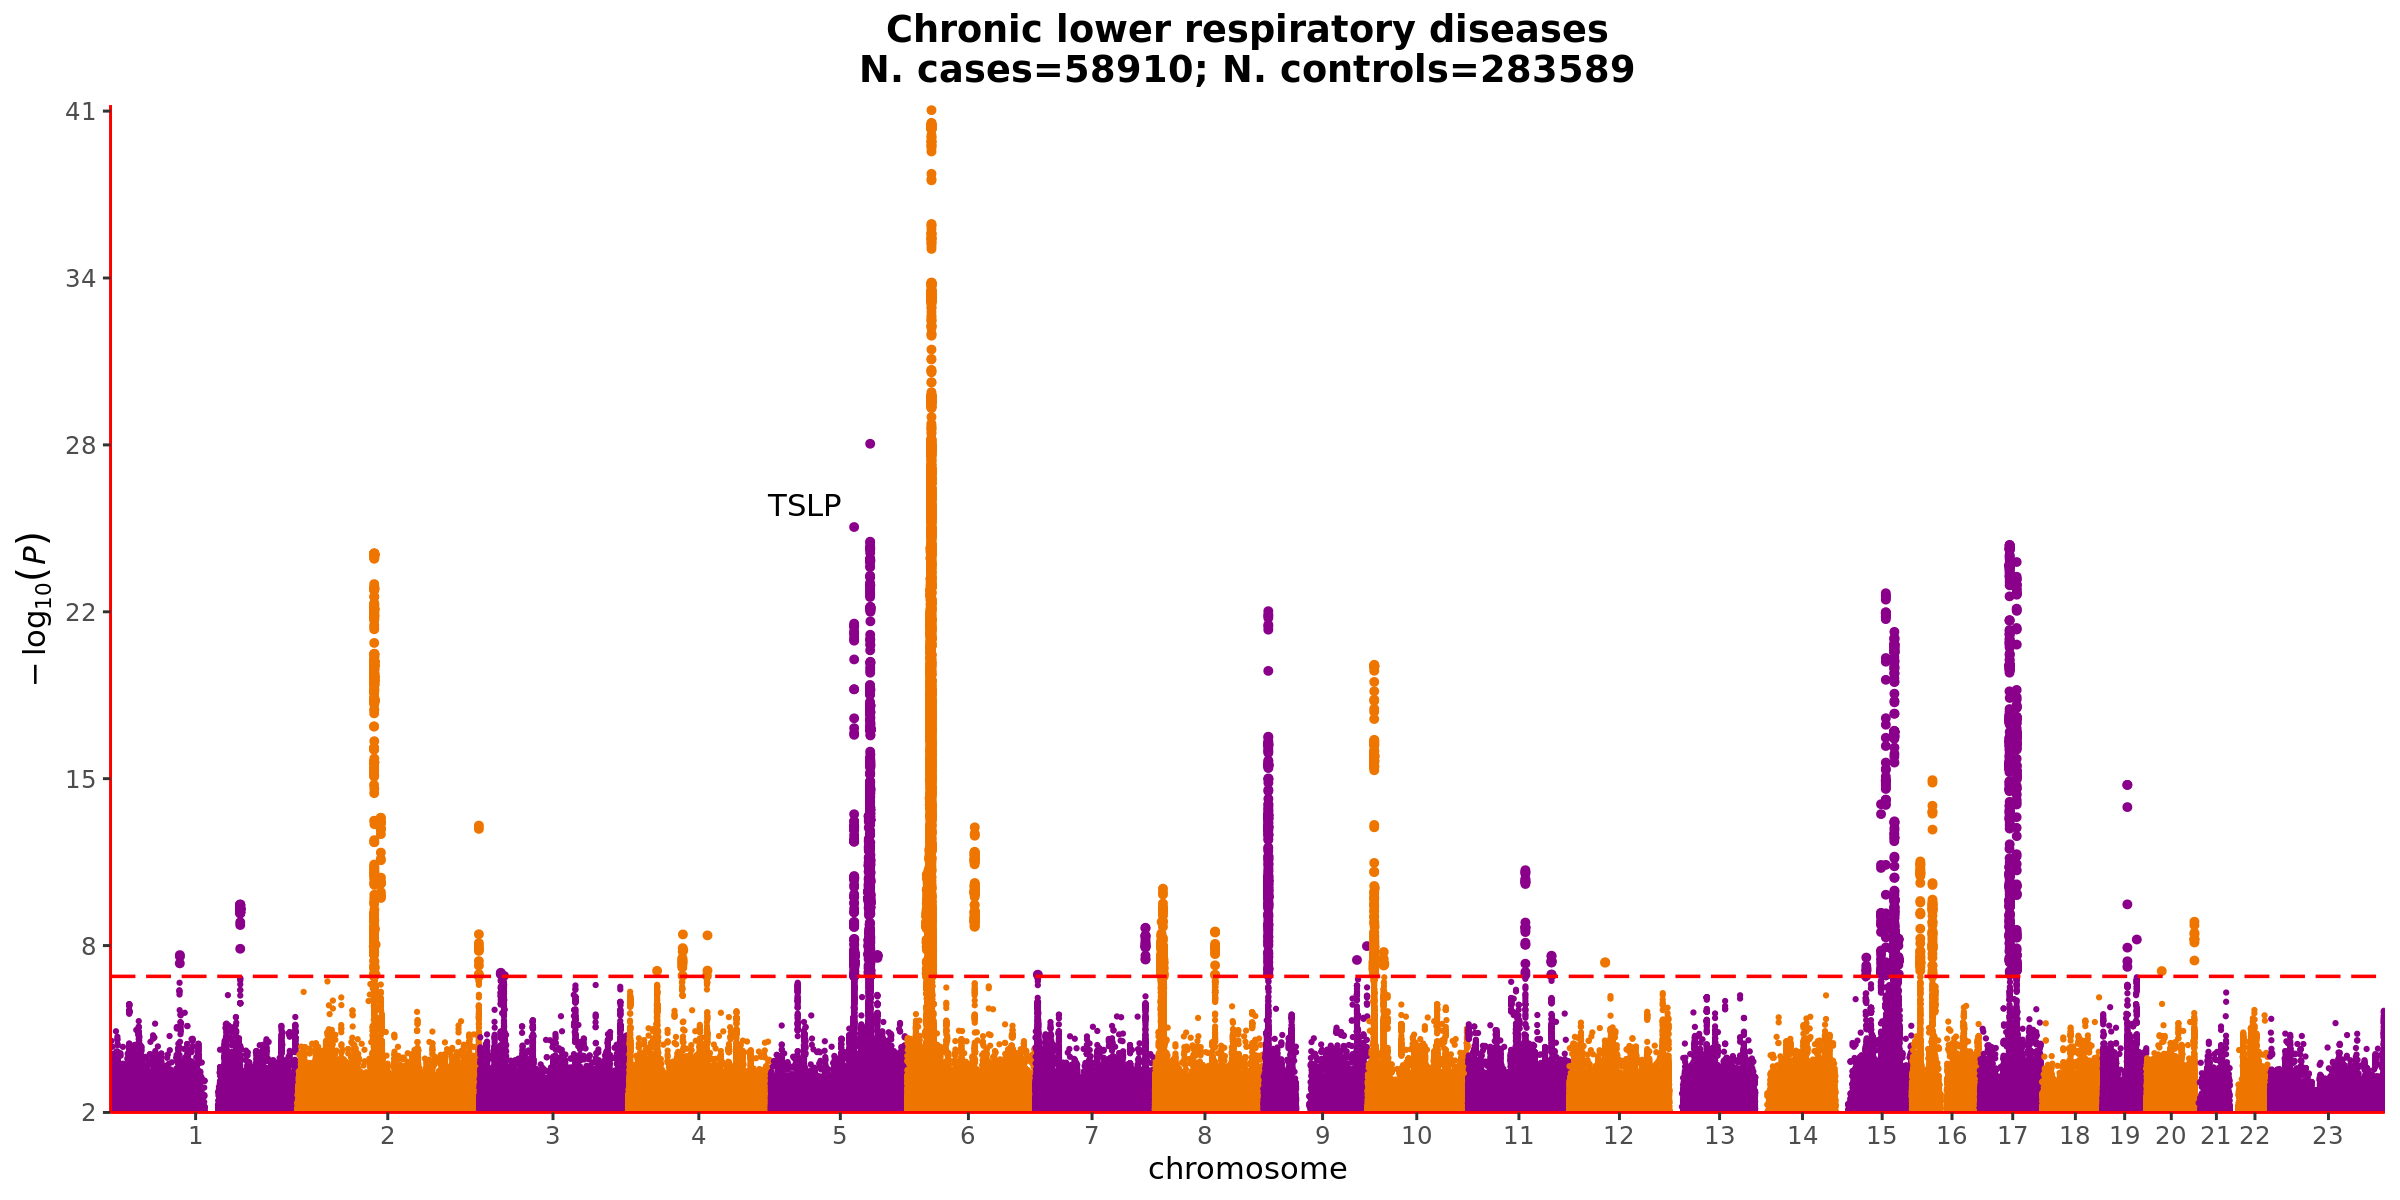 Chronic lower respiratory diseases
N. cases=58910; N. controls=283589
41
34
28
22
15
8
2
−log10(P)
TSLP
1 2 3 4 5 6 7 8 9 10 11 12 13 14 15 16 17 18 19 20 21 22 23
chromosome